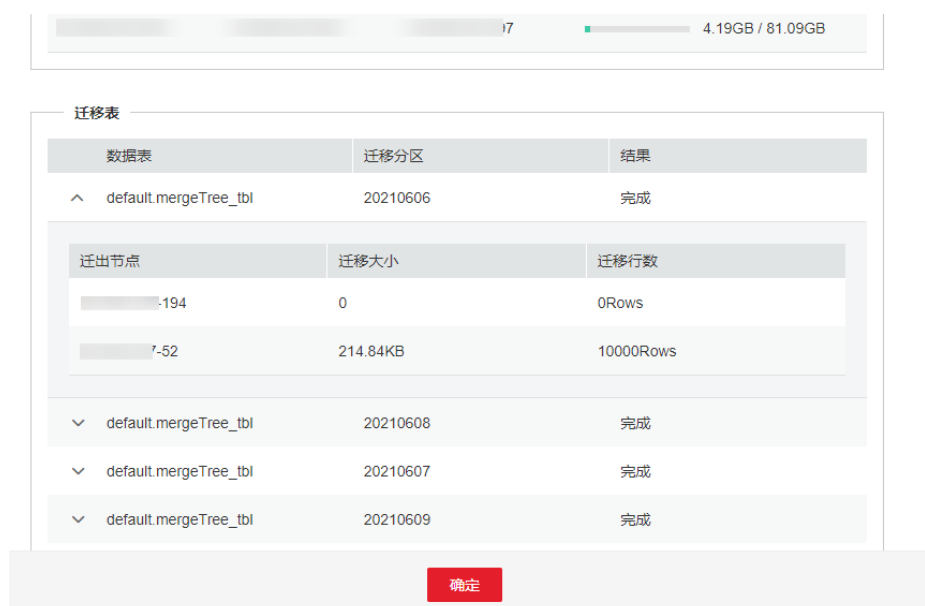 4.19GB / 81.09GB
迁移表
数据表 迁移分区 结果
default.mergeTree_tbl 20210606 完成
迁出节点 迁移大小 迁移行数
-194 0 0Rows
-52 214.84KB 10000Rows
default.mergeTree_tbl 20210608 完成
default.mergeTree_tbl 20210607 完成
default.mergeTree_tbl 20210609 完成
确定